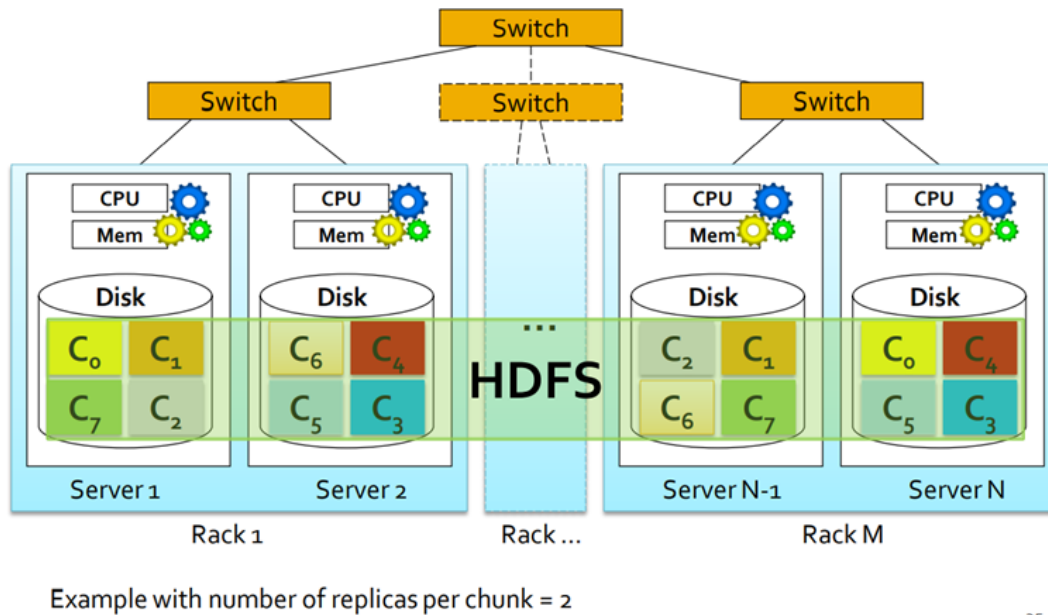 Switch
Switch Switch Switch
CPU CPU CPU CPU
Mem Mem Mem Mem
Disk Disk Disk Disk
...
C₀ C₁ C₆ C₄ C₂ C₁ C₀ C₄
HDFS
C₇ C₂ C₅ C₃ C₆ C₇ C₅ C₃
Server 1 Server 2 Server N-1 Server N
Rack 1 Rack ... Rack M
Example with number of replicas per chunk = 2